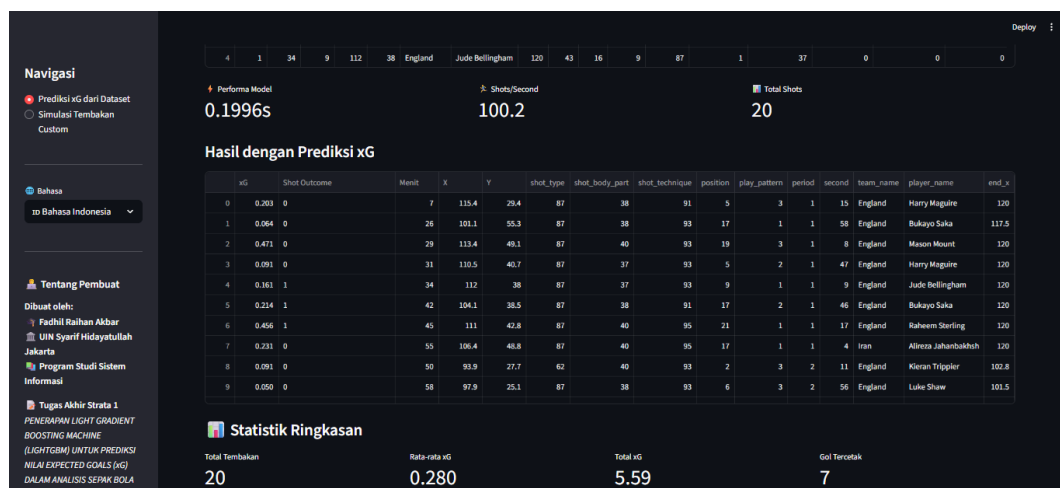 Deploy
Navigasi
Prediksi xG dari Dataset
Simulasi Tembakan
Custom
Bahasa
ID Bahasa Indonesia
Tentang Pembuat
Dibuat oleh:
Fadhil Raihan Akbar
UIN Syarif Hidayatullah
Jakarta
Program Studi Sistem
Informasi
Tugas Akhir Strata 1
PENERAPAN LIGHT GRADIENT
BOOSTING MACHINE
(LIGHTGBM) UNTUK PREDIKSI
NILAI EXPECTED GOALS (xG)
DALAM ANALISIS SEPAK BOLA
4 1 34 9 112 38 England Jude Bellingham 120 43 16 9 87 1 37 0 0 0
Performa Model Shots/Second Total Shots
0.1996s 100.2 20
Hasil dengan Prediksi xG
xG Shot Outcome Menit X Y shot_type shot_body_part shot_technique position play_pattern period second team_name player_name end_x
0 0.203 0 7 115.4 29.4 87 38 91 5 3 1 15 England Harry Maguire 120
1 0.064 0 26 101.1 55.3 87 38 93 17 1 1 58 England Bukayo Saka 117.5
2 0.471 0 29 113.4 49.1 87 40 93 19 3 1 8 England Mason Mount 120
3 0.091 0 31 110.5 40.7 87 37 93 5 2 1 47 England Harry Maguire 120
4 0.161 1 34 112 38 87 37 93 9 1 1 9 England Jude Bellingham 120
5 0.214 1 42 104.1 38.5 87 38 91 17 2 1 46 England Bukayo Saka 120
6 0.456 1 45 111 42.8 87 40 95 21 1 1 17 England Raheem Sterling 120
7 0.231 0 55 106.4 48.8 87 40 95 17 1 1 4 Iran Alireza Jahanbakhsh 120
8 0.091 0 50 93.9 27.7 62 40 93 2 3 2 11 England Kieran Trippier 102.8
9 0.050 0 58 97.9 25.1 87 38 93 6 3 2 56 England Luke Shaw 101.5
Statistik Ringkasan
Total Tembakan Rata-rata xG Total xG Gol Tercetak
20 0.280 5.59 7